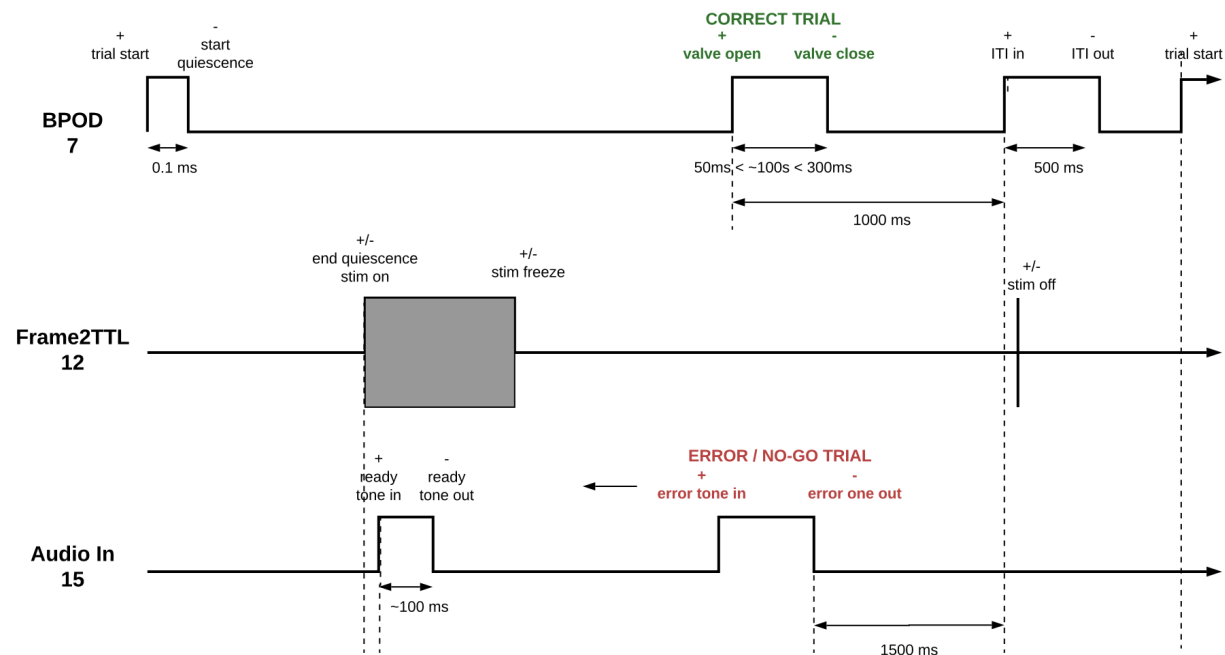 CORRECT TRIAL
+
trial start
-
start
quiescence
+
valve open
-
valve close
+
ITI in
-
ITI out
+
trial start
BPOD
7
0.1 ms
50ms < ~100s < 300ms
500 ms
1000 ms
+/-
end quiescence
stim on
+/-
stim freeze
+/-
stim off
Frame2TTL
12
ERROR / NO-GO TRIAL
+
ready
tone in
-
ready
tone out
+
error tone in
-
error one out
Audio In
15
~100 ms
1500 ms